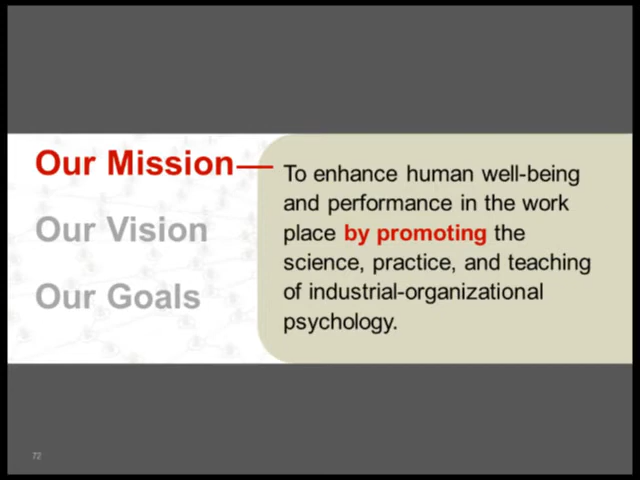 Our Mission
To enhance human well-being
and performance in the work
place by promoting the
science, practice, and teaching
of industrial-organizational
psychology.
Our Vision
Our Goals
72